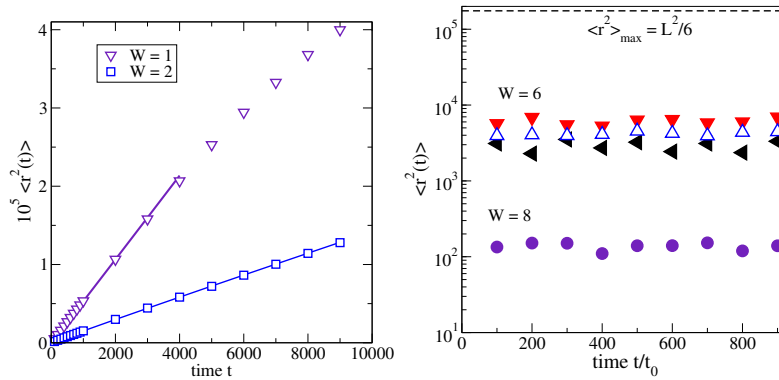 4
3
2
1
0
10^5 <r^2(t)>
W = 1
W = 2
0
2000
4000
6000
8000
10000
time t
10^5
10^4
10^3
10^2
10^1
<r^2(t)>
<r^2>_max = L^2/6
W = 6
W = 8
0
200
400
600
800
time t/t_0